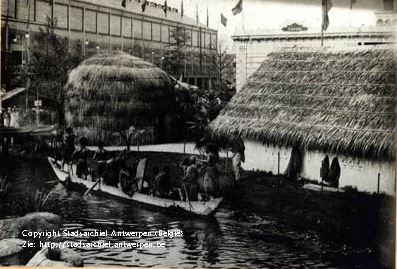 Copyright Stadsarchief Antwerpen (België)
Zie: http://stadsarchief.antwerpen.be